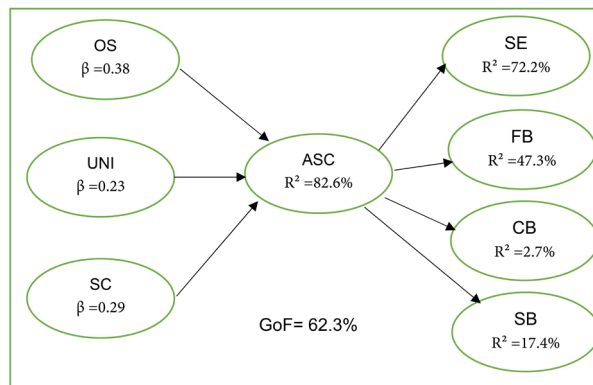 OS
β =0.38
UNI
β =0.23
SC
β =0.29
ASC
R² =82.6%
SE
R² =72.2%
FB
R² =47.3%
CB
R² =2.7%
SB
R² =17.4%
GoF= 62.3%